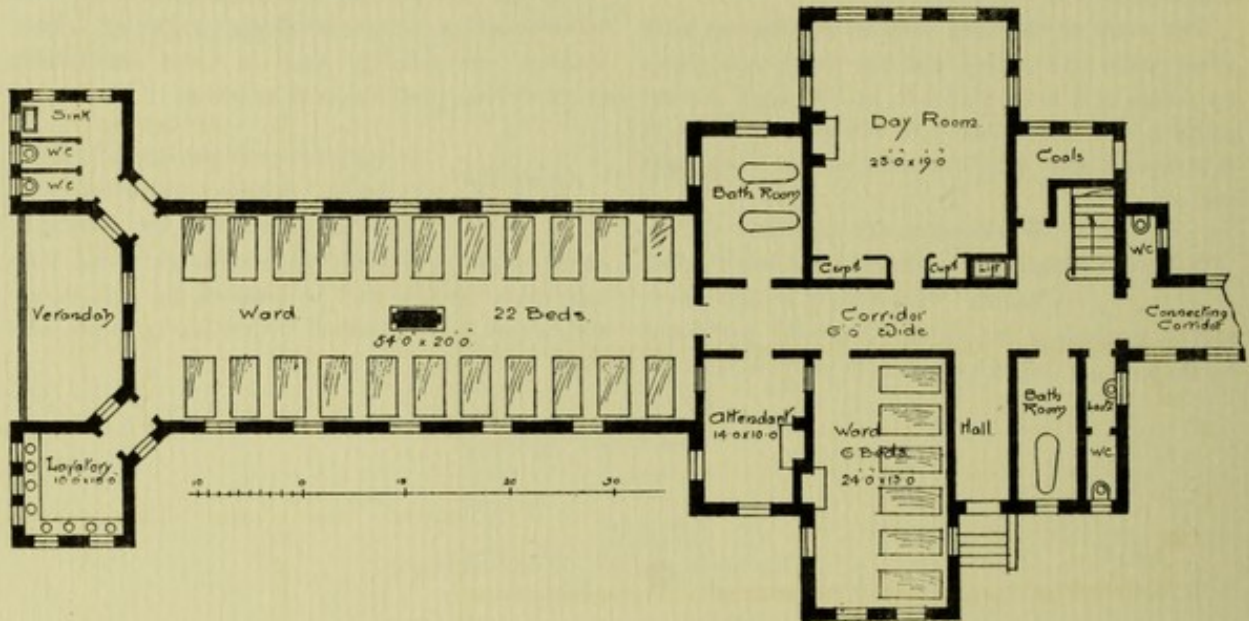 Sink
W.C
W.C
Verandah
Lavatory
10.0 x 10.0
Ward. 22 Beds.
54.0 x 20.0.
10 0 10 20 30
Bath Room
Day Room.
25.0 x 19.0
Cupd
Cupd
Lift
Coals
W.C
Connecting
Corridor
Corridor
6.0 Wide
Attendant
14.0 x 10.0
Ward
6 Beds.
24.0 x 13.0
Hall
Bath
Room
W.C.